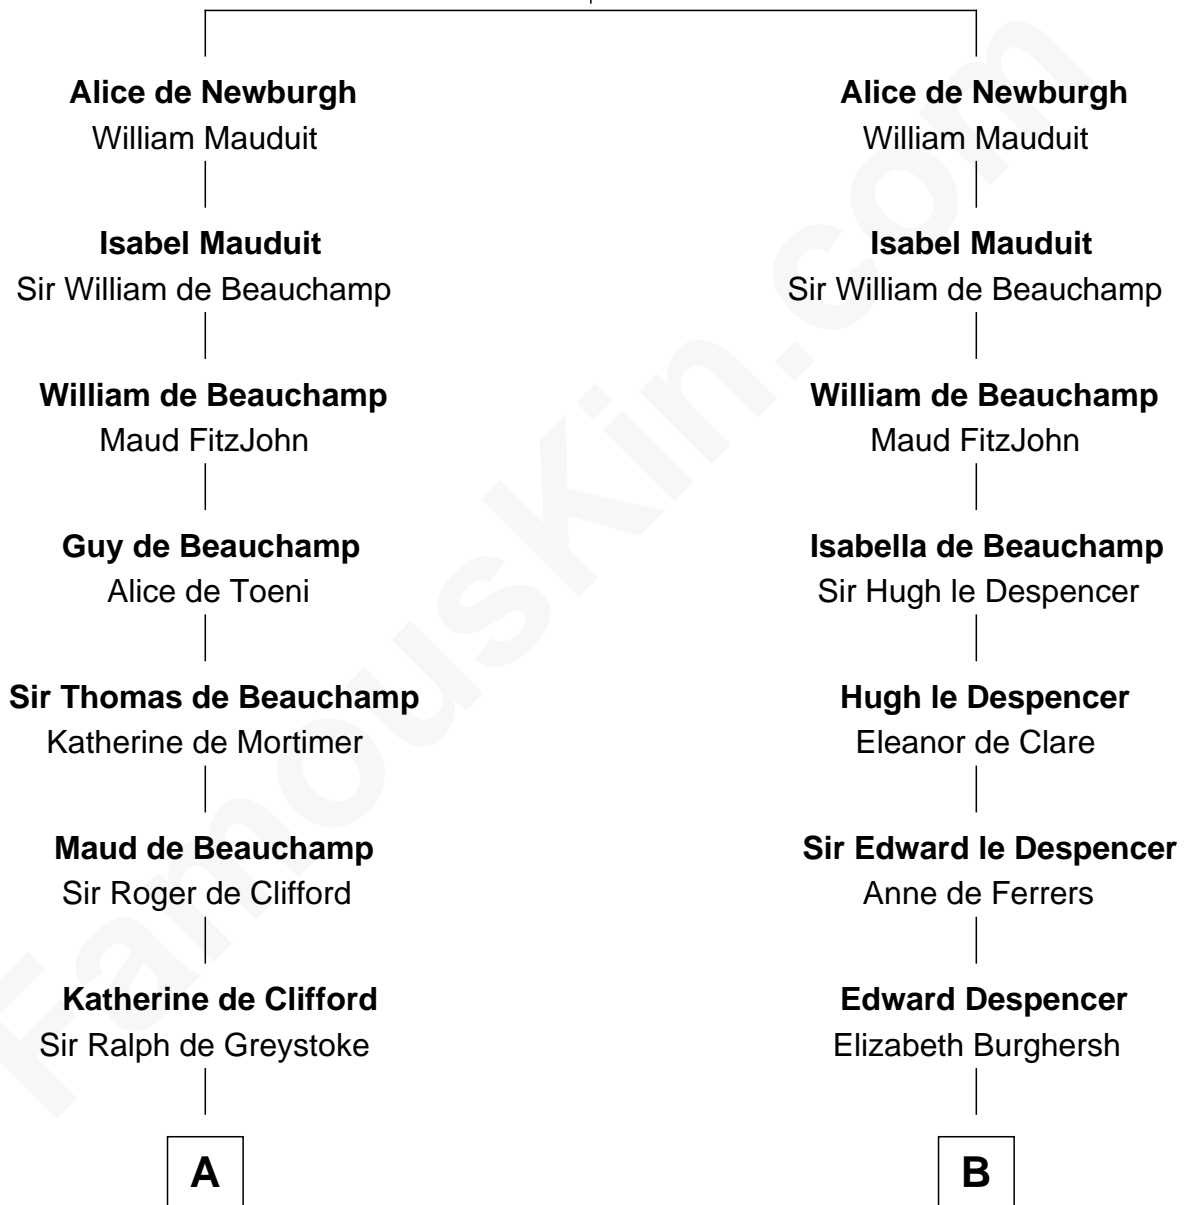 Alice de Newburgh
William Mauduit
Isabel Mauduit
Sir William de Beauchamp
William de Beauchamp
Maud FitzJohn
Guy de Beauchamp
Alice de Toeni
Sir Thomas de Beauchamp
Katherine de Mortimer
Maud de Beauchamp
Sir Roger de Clifford
Katherine de Clifford
Sir Ralph de Greystoke
A
Alice de Newburgh
William Mauduit
Isabel Mauduit
Sir William de Beauchamp
William de Beauchamp
Maud FitzJohn
Isabella de Beauchamp
Sir Hugh le Despencer
Hugh le Despencer
Eleanor de Clare
Sir Edward le Despencer
Anne de Ferrers
Edward Despencer
Elizabeth Burghersh
B
FamousKin.com